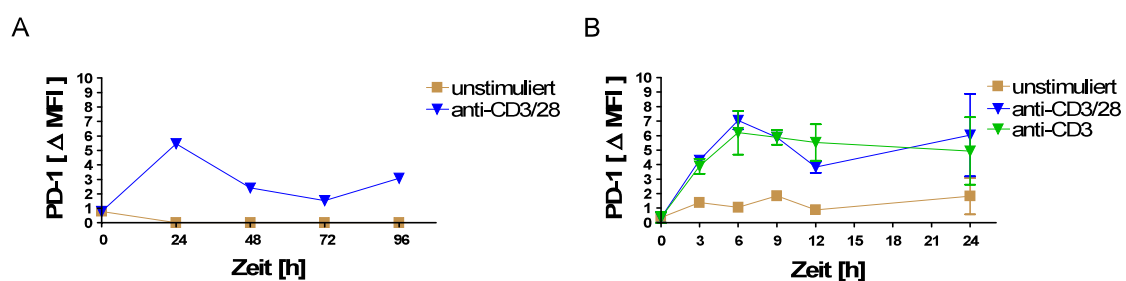 A
PD-1 [ Δ MFI ]
10
9
8
7
6
5
4
3
2
1
0
0 24 48 72 96
Zeit [h]
unstimuliert
anti-CD3/28
B
PD-1 [ Δ MFI ]
10
9
8
7
6
5
4
3
2
1
0
0 3 6 9 12 15 18 21 24
Zeit [h]
unstimuliert
anti-CD3/28
anti-CD3